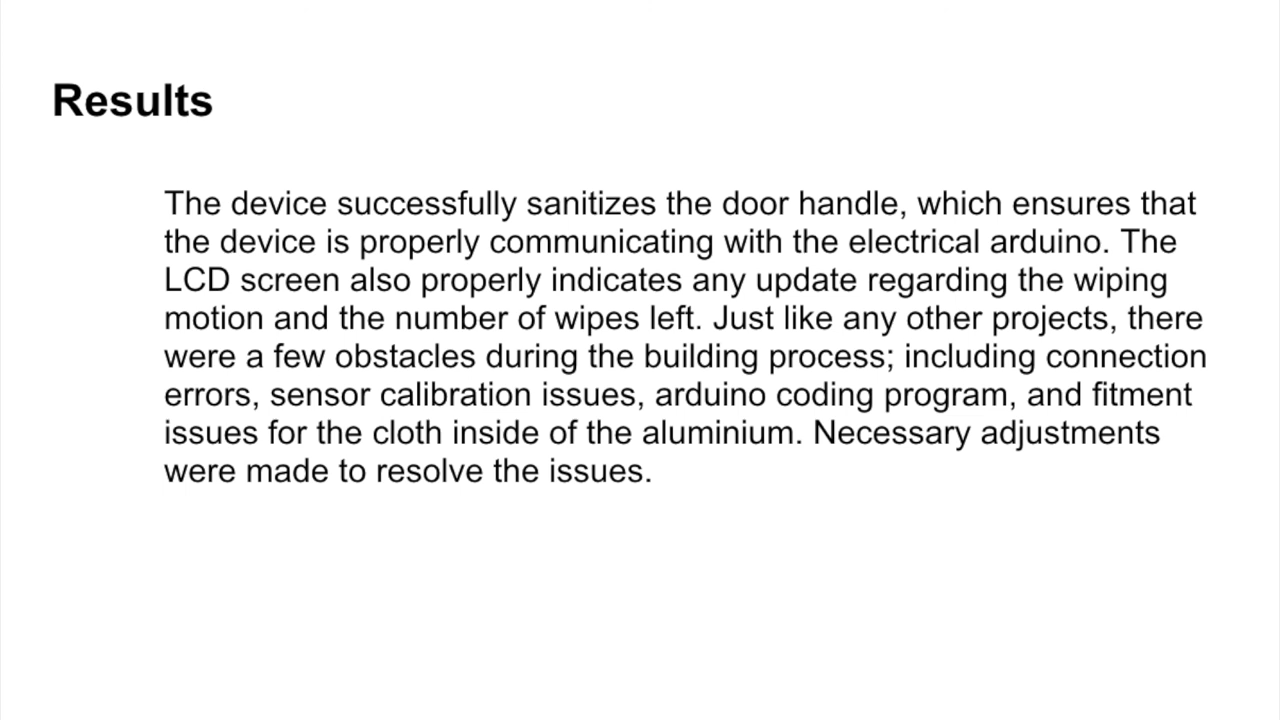 Results
The device successfully sanitizes the door handle, which ensures that
the device is properly communicating with the electrical arduino. The
LCD screen also properly indicates any update regarding the wiping
motion and the number of wipes left. Just like any other projects, there
were a few obstacles during the building process; including connection
errors, sensor calibration issues, arduino coding program, and fitment
issues for the cloth inside of the aluminium. Necessary adjustments
were made to resolve the issues.